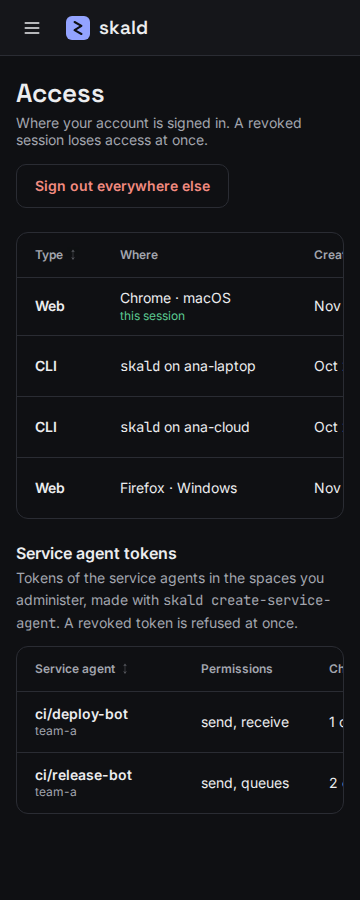 skald
Access
Where your account is signed in. A revoked
session loses access at once.
Sign out everywhere else
Type Where
Web Chrome · macOS Nov
this session
CLI skald on ana-laptop Oct
CLI skald on ana-cloud Oct
Web Firefox · Windows Nov
Service agent tokens
Tokens of the service agents in the spaces you
administer, made with skald create-service-
agent. A revoked token is refused at once.
Service agent Permissions
ci/deploy-bot send, receive 1
team-a
ci/release-bot send, queues 2
team-a